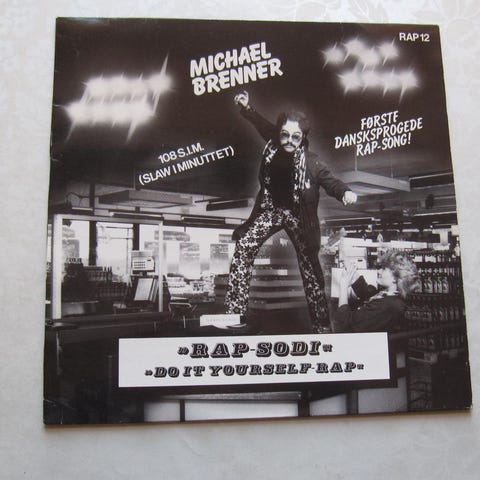 RAP 12
MICHAEL
BRENNER
FØRSTE
DANSKSPROGEDE
RAP-SONG!
108 S.I.M.
(SLAW I MINUTTET)
»RAP-SODI«
»DO IT YOURSELF-RAP«